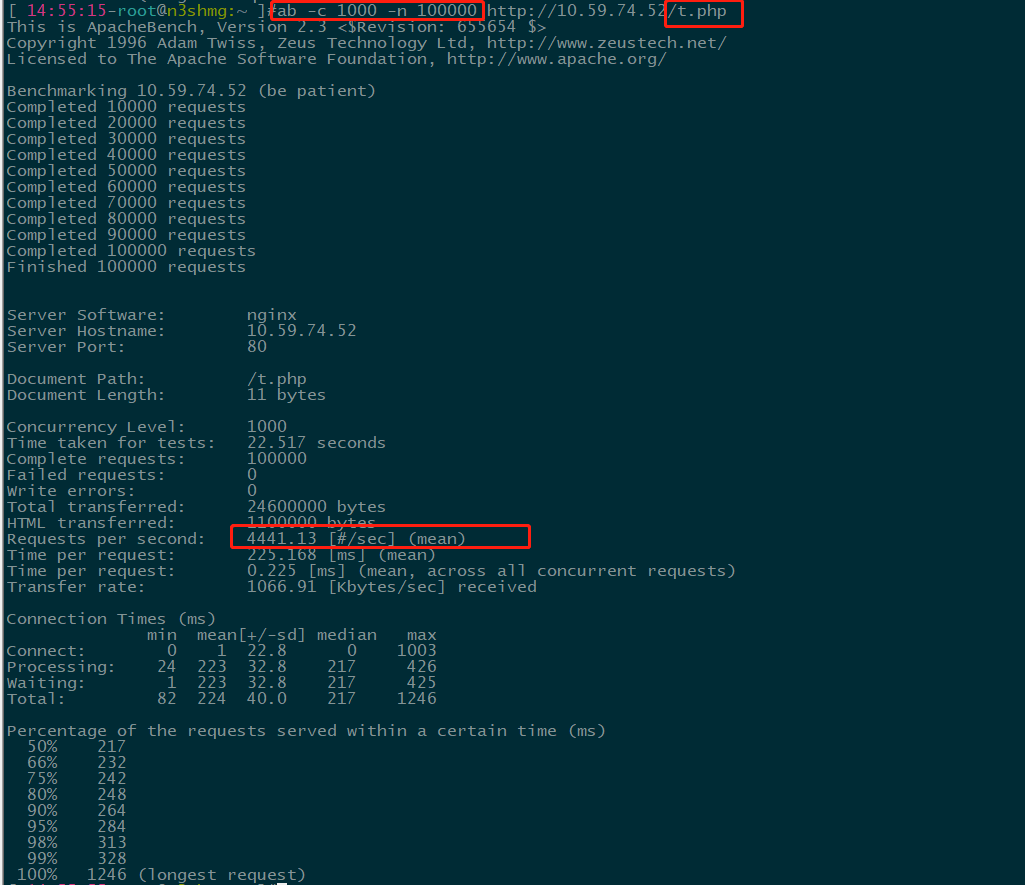 [ 14:55:15-root@n3shmg:~ ]#ab -c 1000 -n 100000 http://10.59.74.52/t.php
This is ApacheBench, Version 2.3 <$Revision: 655654 $>
Copyright 1996 Adam Twiss, Zeus Technology Ltd, http://www.zeustech.net/
Licensed to The Apache Software Foundation, http://www.apache.org/
Benchmarking 10.59.74.52 (be patient)
Completed 10000 requests
Completed 20000 requests
Completed 30000 requests
Completed 40000 requests
Completed 50000 requests
Completed 60000 requests
Completed 70000 requests
Completed 80000 requests
Completed 90000 requests
Completed 100000 requests
Finished 100000 requests
Server Software: nginx
Server Hostname: 10.59.74.52
Server Port: 80
Document Path: /t.php
Document Length: 11 bytes
Concurrency Level: 1000
Time taken for tests: 22.517 seconds
Complete requests: 100000
Failed requests: 0
Write errors: 0
Total transferred: 24600000 bytes
HTML transferred: 1100000 bytes
Requests per second: 4441.13 [#/sec] (mean)
Time per request: 225.168 [ms] (mean)
Time per request: 0.225 [ms] (mean, across all concurrent requests)
Transfer rate: 1066.91 [Kbytes/sec] received
Connection Times (ms)
min mean[+/-sd] median max
Connect: 0 1 22.8 0 1003
Processing: 24 223 32.8 217 426
Waiting: 1 223 32.8 217 425
Total: 82 224 40.0 217 1246
Percentage of the requests served within a certain time (ms)
50% 217
66% 232
75% 242
80% 248
90% 264
95% 284
98% 313
99% 328
100% 1246 (longest request)